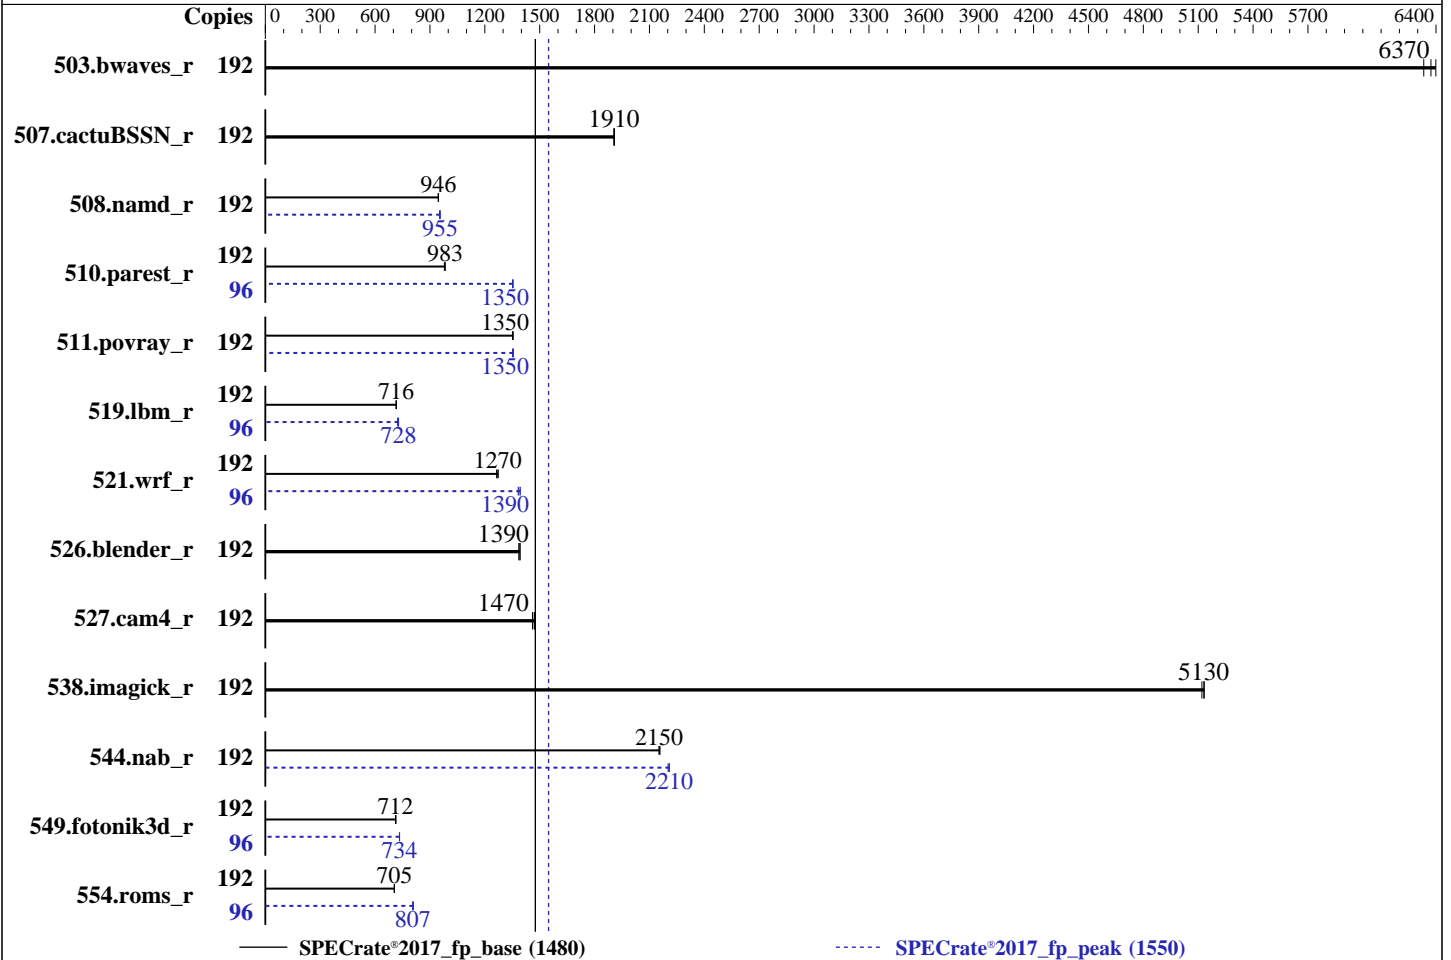 Copies 0 300 600 900 1200 1500 1800 2100 2400 2700 3000 3300 3600 3900 4200 4500 4800 5100 5400 5700 6400
503.bwaves_r 192 6370
507.cactuBSSN_r 192 1910
508.namd_r 192 946
955
510.parest_r 192 983
96 1350
511.povray_r 192 1350
1350
519.lbm_r 192 716
96 728
521.wrf_r 192 1270
96 1390
526.blender_r 192 1390
527.cam4_r 192 1470
538.imagick_r 192 5130
544.nab_r 192 2150
2210
549.fotonik3d_r 192 712
96 734
554.roms_r 192 705
96 807
SPECrate®2017_fp_base (1480) SPECrate®2017_fp_peak (1550)